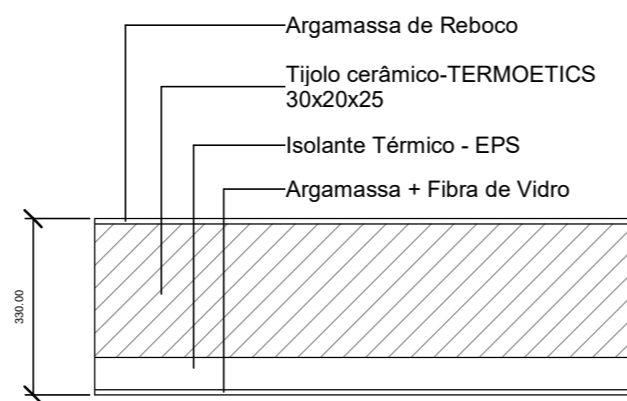 Argamassa de Reboco
Tijolo cerâmico-TERMOETICS
30x20x25
Isolante Térmico - EPS
Argamassa + Fibra de Vidro
330.00